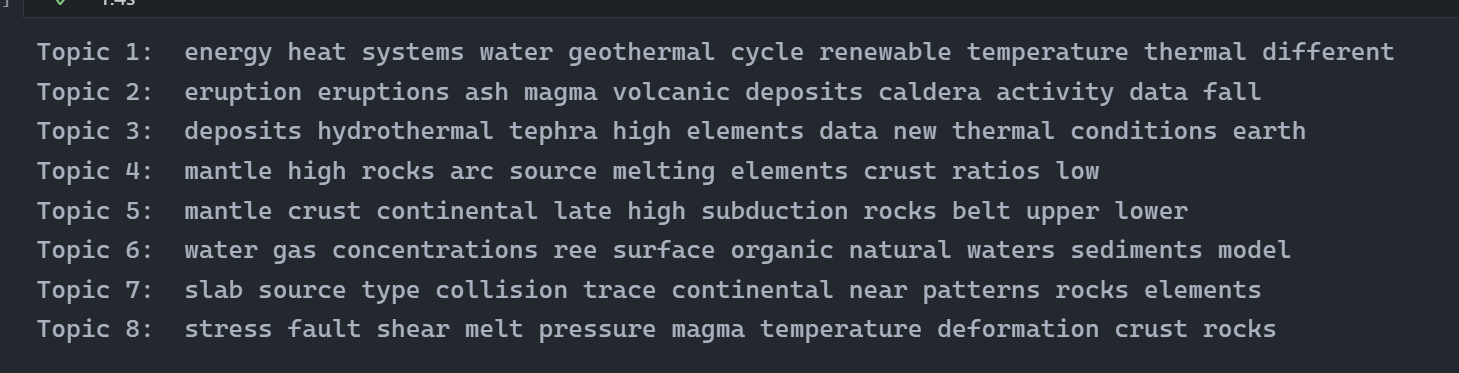 Topic 1: energy heat systems water geothermal cycle renewable temperature thermal different
Topic 2: eruption eruptions ash magma volcanic deposits caldera activity data fall
Topic 3: deposits hydrothermal tephra high elements data new thermal conditions earth
Topic 4: mantle high rocks arc source melting elements crust ratios low
Topic 5: mantle crust continental late high subduction rocks belt upper lower
Topic 6: water gas concentrations ree surface organic natural waters sediments model
Topic 7: slab source type collision trace continental near patterns rocks elements
Topic 8: stress fault shear melt pressure magma temperature deformation crust rocks